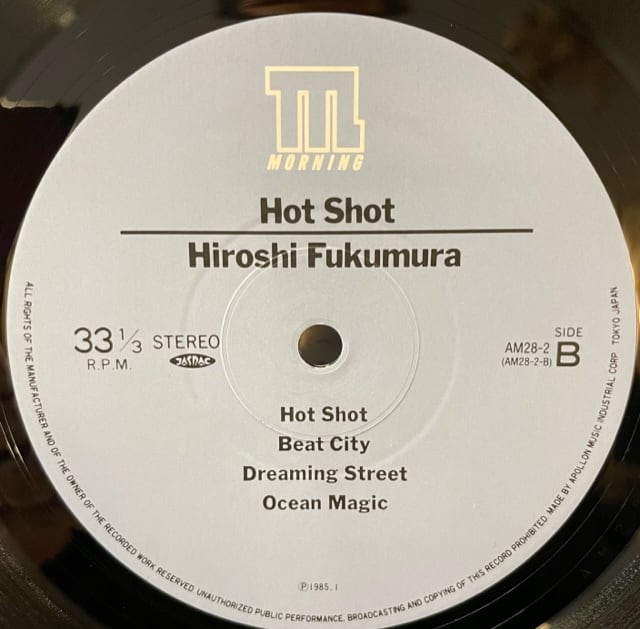 MORNING
Hot Shot
Hiroshi Fukumura
33 1/3 STEREO
R.P.M. JASRAC
SIDE
AM28-2 B
(AM28-2-B)
Hot Shot
Beat City
Dreaming Street
Ocean Magic
Ⓟ1985.1
ALL RIGHTS OF THE MANUFACTURER AND OF THE OWNER OF THE RECORDED WORK RESERVED. UNAUTHORIZED PUBLIC PERFORMANCE, BROADCASTING AND COPYING OF THIS RECORD PROHIBITED. MADE BY APOLLON MUSIC INDUSTRIAL CORP. TOKYO JAPAN